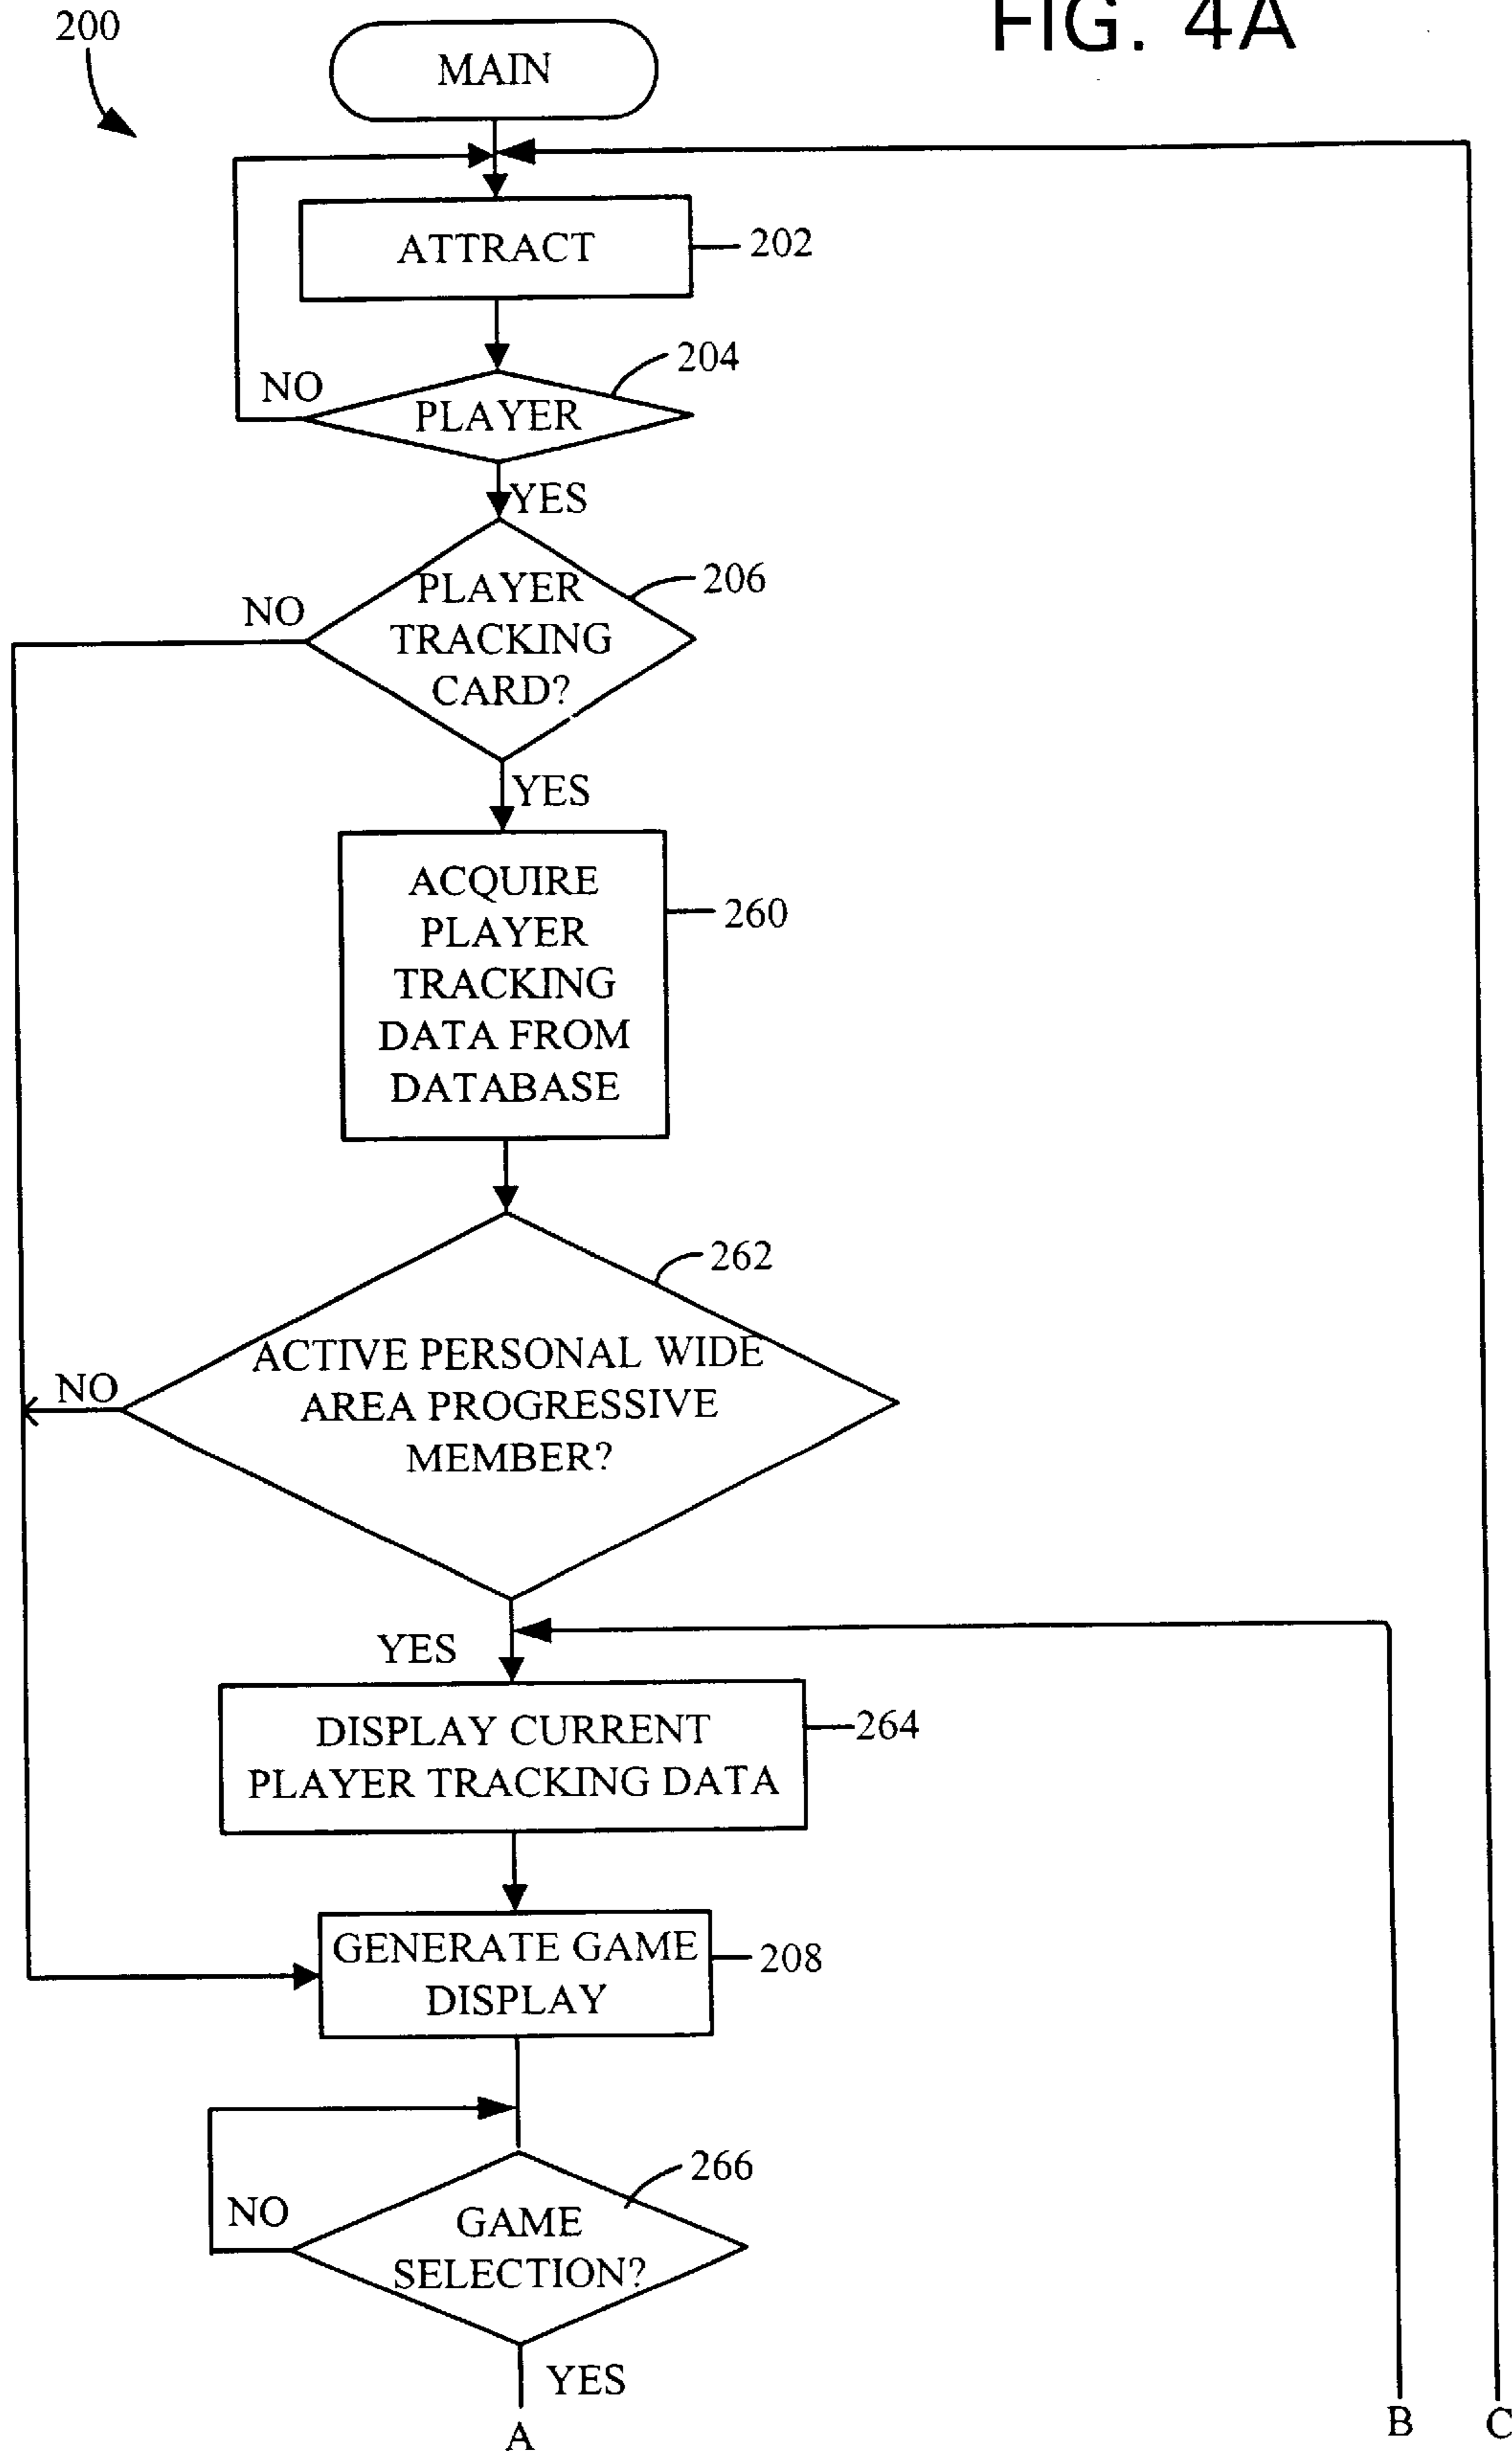 FIG. 4A
200
MAIN
ATTRACT
202
204
NO
PLAYER
YES
206
NO
PLAYER
TRACKING
CARD?
YES
ACQUIRE
PLAYER
TRACKING
DATA FROM
DATABASE
260
262
NO
ACTIVE PERSONAL WIDE
AREA PROGRESSIVE
MEMBER?
YES
DISPLAY CURRENT
PLAYER TRACKING DATA
264
GENERATE GAME
DISPLAY
208
266
NO
GAME
SELECTION?
YES
A
B
C